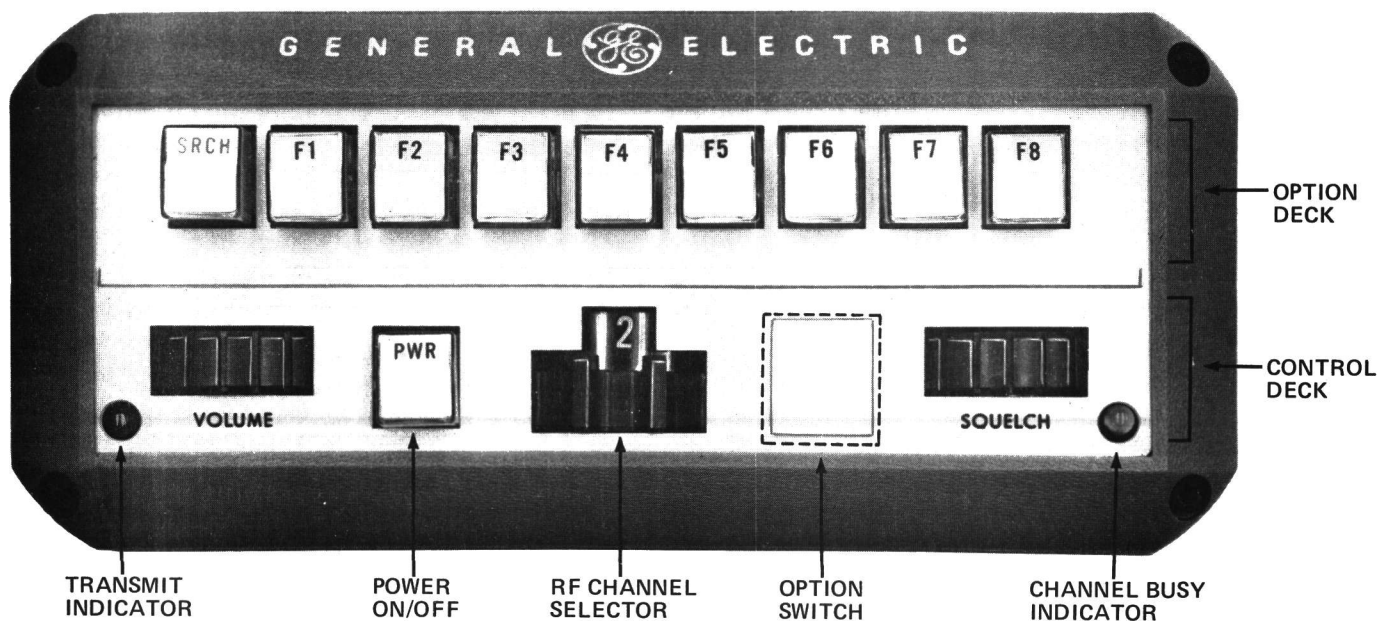 GENERAL GE ELECTRIC
SRCH F1 F2 F3 F4 F5 F6 F7 F8
OPTION
DECK
2
PWR
CONTROL
DECK
VOLUME
SQUELCH
TRANSMIT
INDICATOR
POWER
ON/OFF
RF CHANNEL
SELECTOR
OPTION
SWITCH
CHANNEL BUSY
INDICATOR